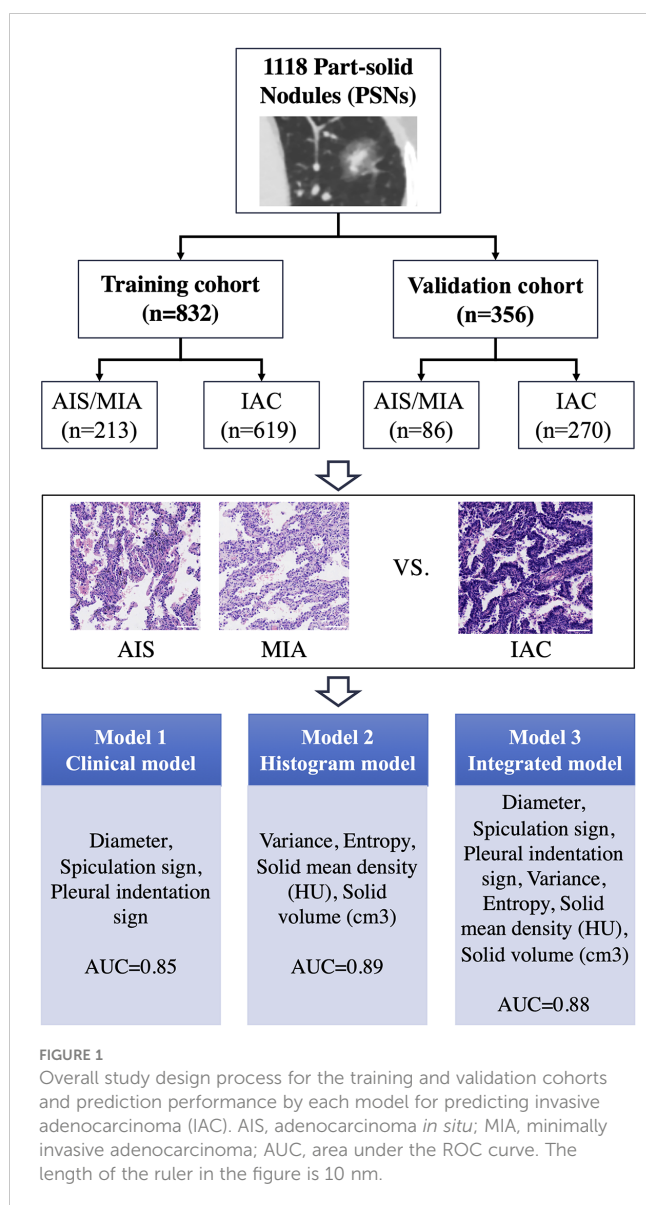 1118 Part-solid
Nodules (PSNs)
Training cohort
(n=832)
Validation cohort
(n=356)
AIS/MIA
(n=213)
IAC
(n=619)
AIS/MIA
(n=86)
IAC
(n=270)
VS.
AIS
MIA
IAC
Model 1
Clinical model
Diameter,
Spiculation sign,
Pleural indentation
sign
AUC=0.85
Model 2
Histogram model
Variance, Entropy,
Solid mean density
(HU), Solid
volume (cm3)
AUC=0.89
Model 3
Integrated model
Diameter,
Spiculation sign,
Pleural indentation
sign, Variance,
Entropy, Solid
mean density (HU),
Solid volume (cm3)
AUC=0.88
FIGURE 1
Overall study design process for the training and validation cohorts
and prediction performance by each model for predicting invasive
adenocarcinoma (IAC). AIS, adenocarcinoma in situ; MIA, minimally
invasive adenocarcinoma; AUC, area under the ROC curve. The
length of the ruler in the figure is 10 nm.